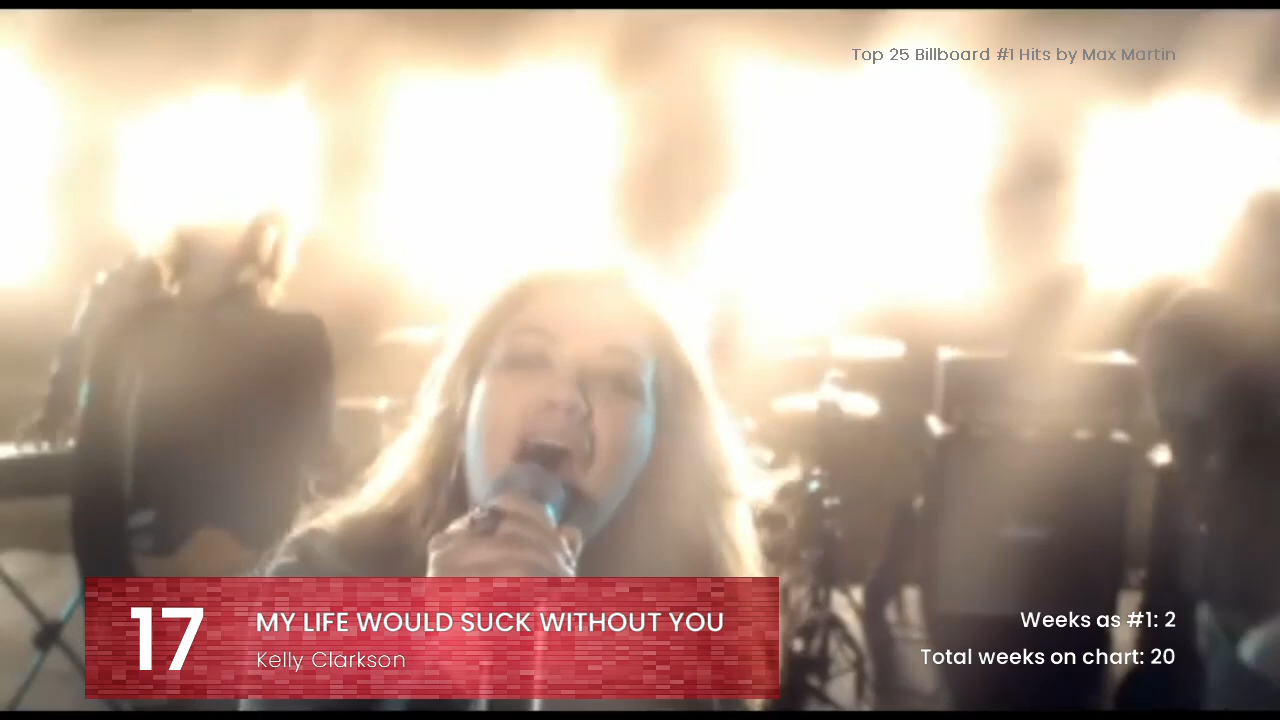 Top 25 Billboard #1 Hits by Max Martin
17
MY LIFE WOULD SUCK WITHOUT YOU
Kelly Clarkson
Weeks as #1: 2
Total weeks on chart: 20